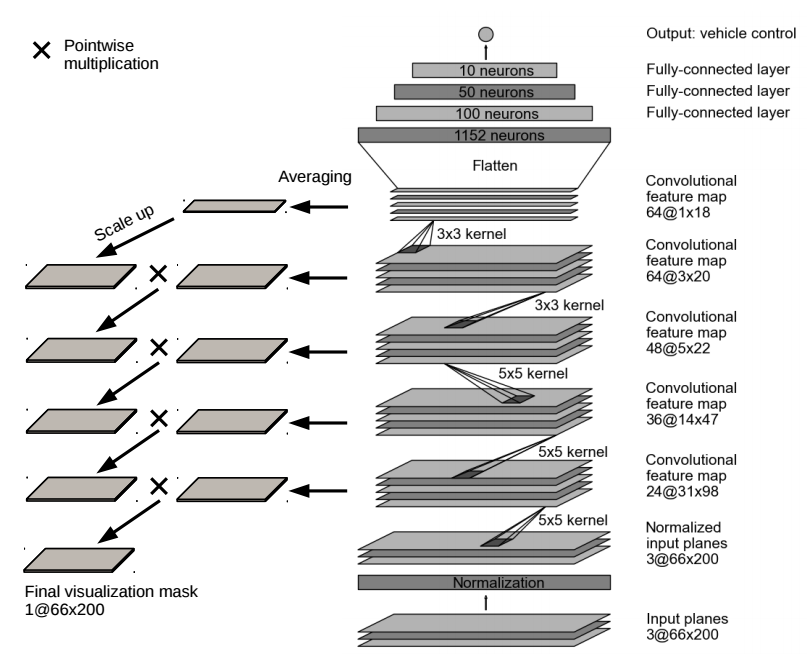 Pointwise
multiplication
Output: vehicle control
10 neurons
Fully-connected layer
50 neurons
Fully-connected layer
100 neurons
Fully-connected layer
1152 neurons
Flatten
Averaging
Scale up
Convolutional
feature map
64@1x18
3x3 kernel
Convolutional
feature map
64@3x20
3x3 kernel
Convolutional
feature map
48@5x22
5x5 kernel
Convolutional
feature map
36@14x47
5x5 kernel
Convolutional
feature map
24@31x98
5x5 kernel
Normalized
input planes
3@66x200
Normalization
Final visualization mask
1@66x200
Input planes
3@66x200